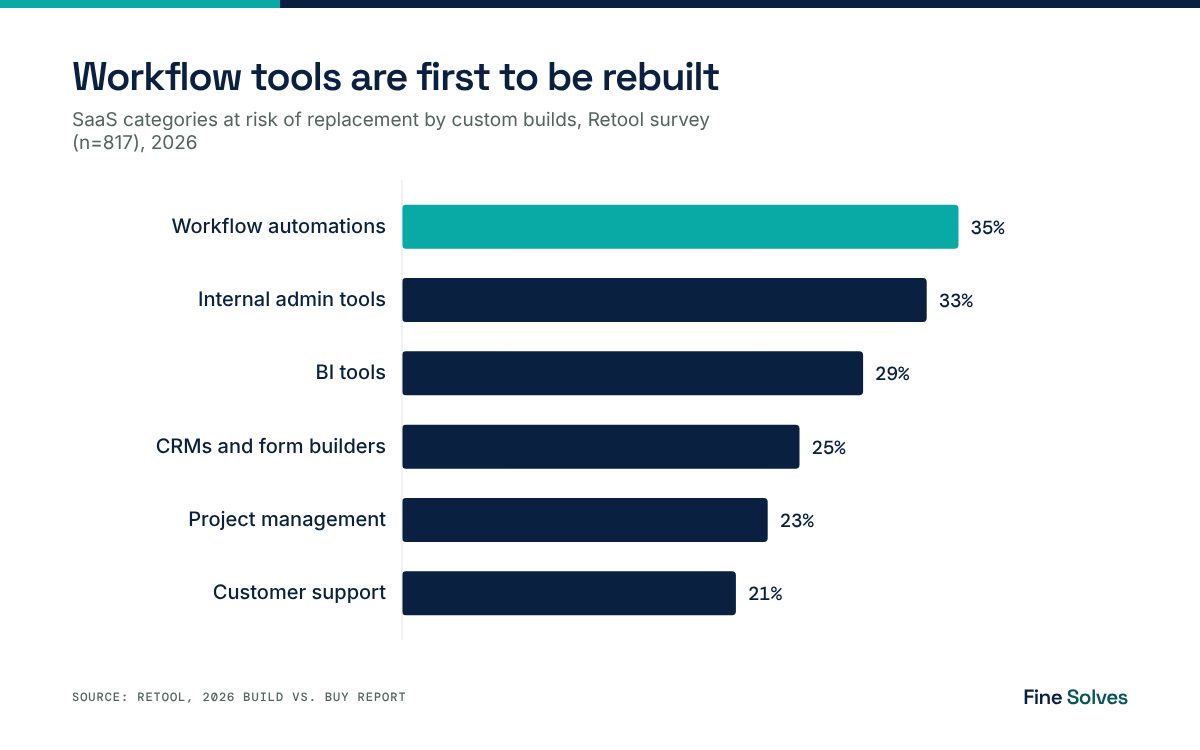 Workflow tools are first to be rebuilt
SaaS categories at risk of replacement by custom builds, Retool survey
(n=817), 2026
Workflow automations 35%
Internal admin tools 33%
BI tools 29%
CRMs and form builders 25%
Project management 23%
Customer support 21%
SOURCE: RETOOL, 2026 BUILD VS. BUY REPORT
Fine Solves